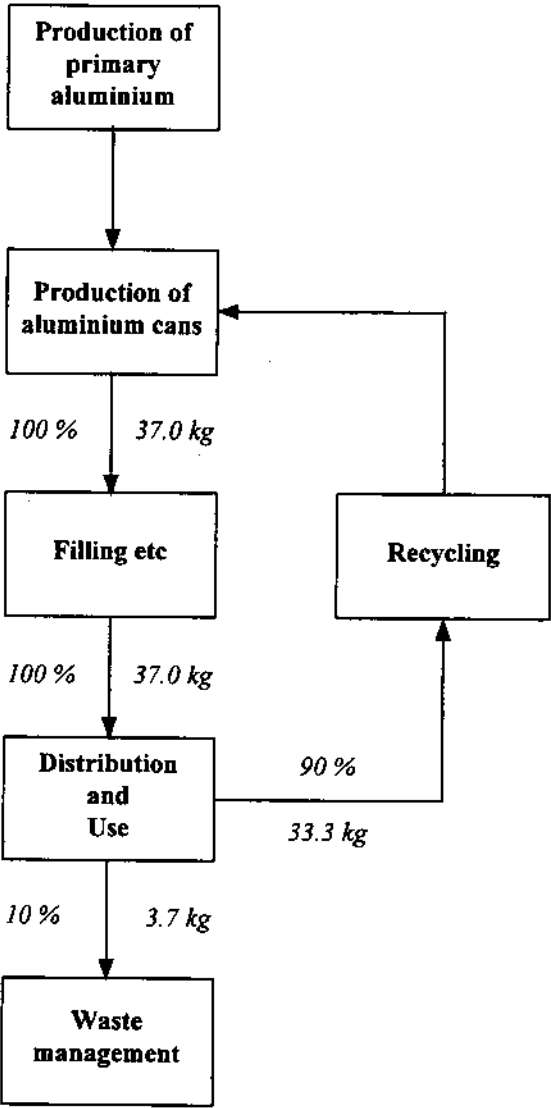 Production of
primary
aluminium
Production of
aluminium cans
100 % 37.0 kg
Filling etc
Recycling
100 % 37.0 kg
Distribution
and
Use
90 %
33.3 kg
10 % 3.7 kg
Waste
management